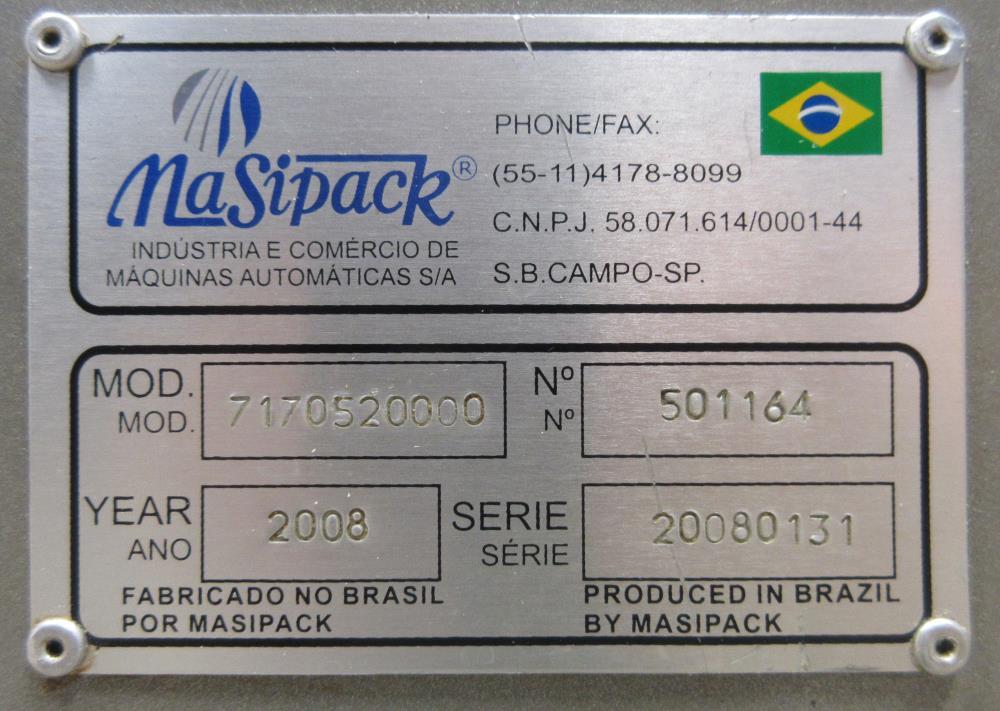 MaSipack®
INDÚSTRIA E COMÉRCIO DE
MÁQUINAS AUTOMÁTICAS S/A
PHONE/FAX:
(55-11)4178-8099
C.N.P.J. 58.071.614/0001-44
S.B.CAMPO-SP.
MOD. 7170520000
MOD.
Nº 501164
Nº
YEAR 2008
ANO
SERIE 20080131
SÉRIE
FABRICADO NO BRASIL
POR MASIPACK
PRODUCED IN BRAZIL
BY MASIPACK